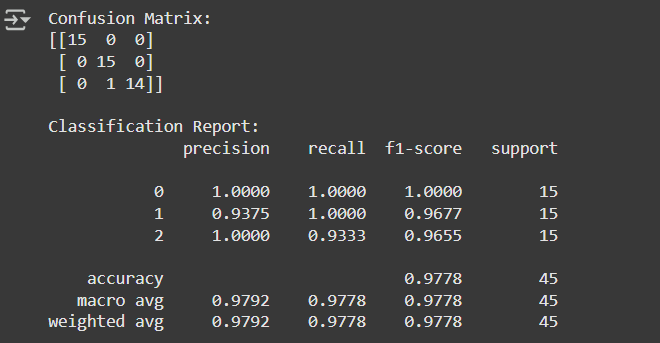 Confusion Matrix:
[[15  0  0]
 [ 0 15  0]
 [ 0  1 14]]

Classification Report:
              precision    recall  f1-score   support

           0     1.0000    1.0000    1.0000        15
           1     0.9375    1.0000    0.9677        15
           2     1.0000    0.9333    0.9655        15

    accuracy                         0.9778        45
   macro avg     0.9792    0.9778    0.9778        45
weighted avg     0.9792    0.9778    0.9778        45